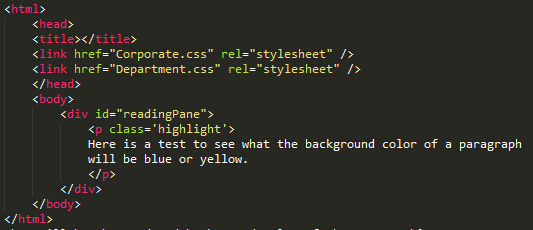 <html>
<head>
<title></title>
<link href="Corporate.css" rel="stylesheet" />
<link href="Department.css" rel="stylesheet" />
</head>
<body>
<div id="readingPane">
<p class='highlight'>
Here is a test to see what the background color of a paragraph
will be blue or yellow.
</p>
</div>
</body>
</html>